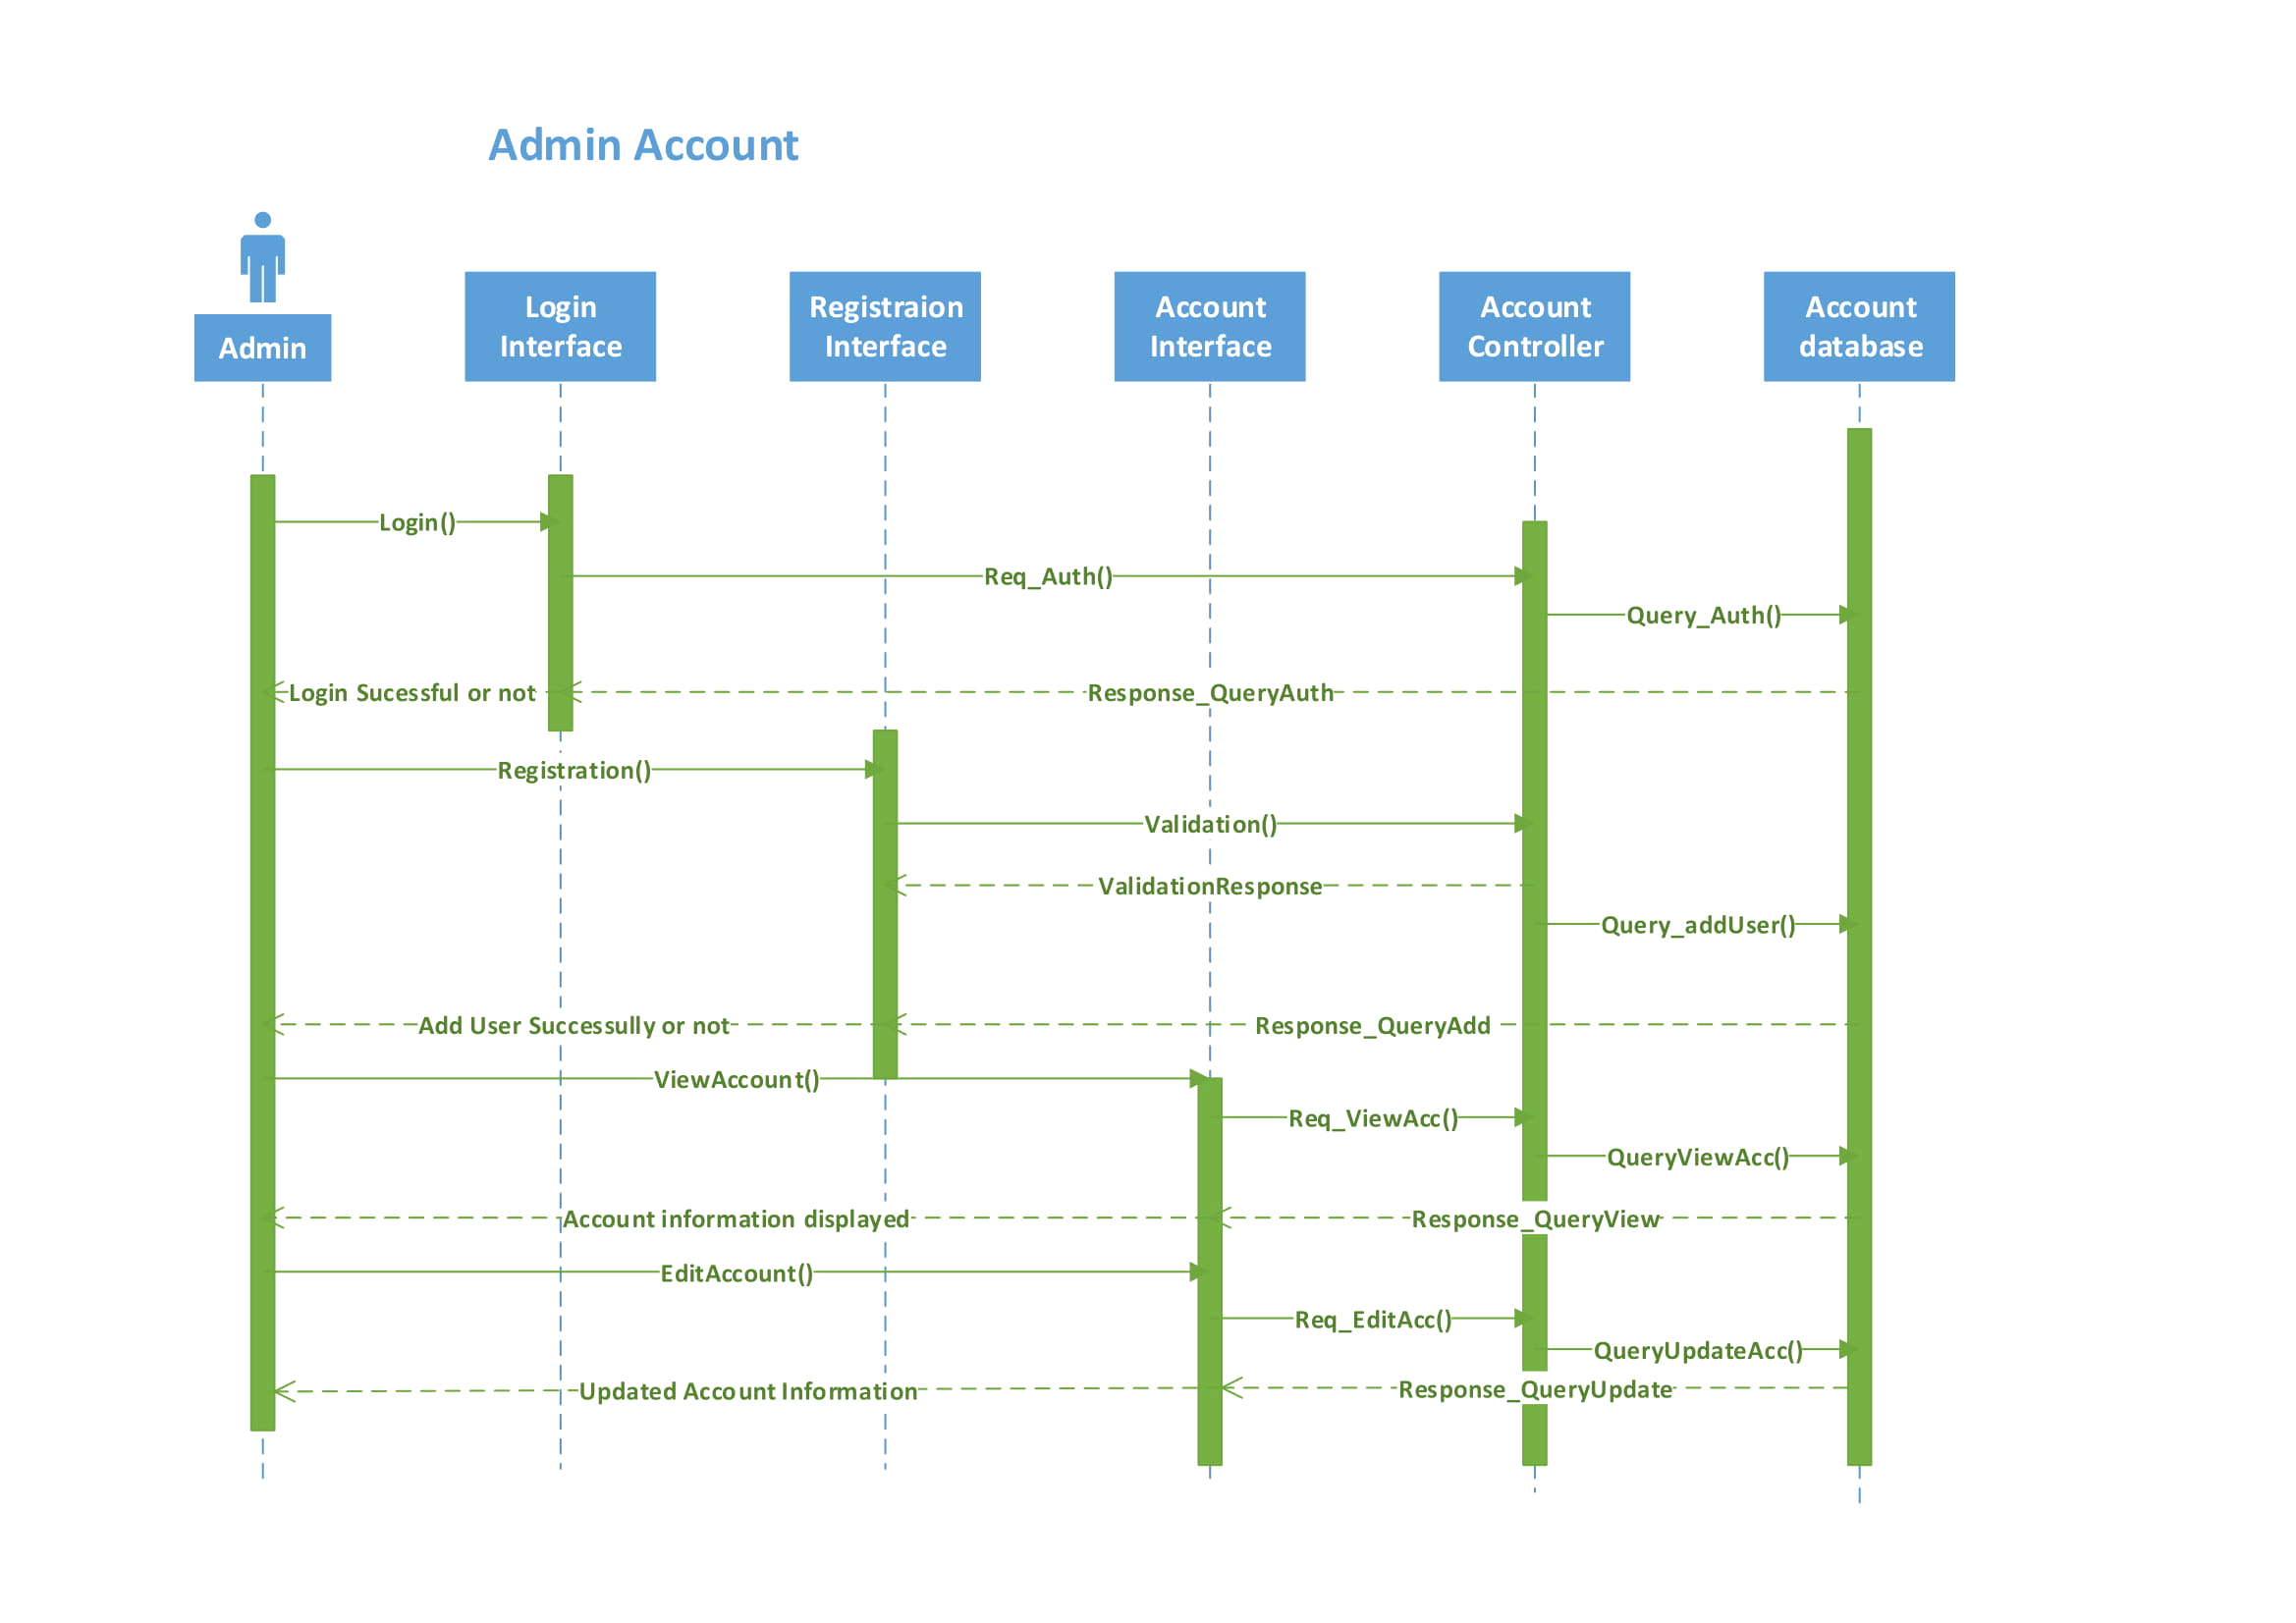 Admin Account
Admin
Login
Interface
Registraion
Interface
Account
Interface
Account
Controller
Account
database
Login()
Req_Auth()
Query_Auth()
Login Sucessful or not
Response_QueryAuth
Registration()
Validation()
ValidationResponse
Query_addUser()
Add User Successully or not
Response_QueryAdd
ViewAccount()
Req_ViewAcc()
QueryViewAcc()
Account information displayed
Response_QueryView
EditAccount()
Req_EditAcc()
QueryUpdateAcc()
Updated Account Information
Response_QueryUpdate